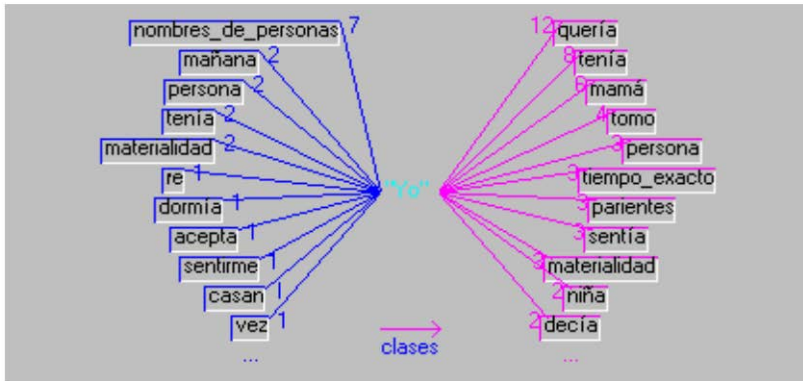 nombres_de_personas 7 12 quería
mañana 2 8 tenía
persona 2 6 mamá
tenía 2 4 tomo
materialidad 2 3 persona
re 1 "Yo" 3 tiempo_exacto
dormía 1 3 parientes
acepta 1 3 sentía
sentirme 1 3 materialidad
casan 1 2 niña
vez 1 2 decía
clases
... ...